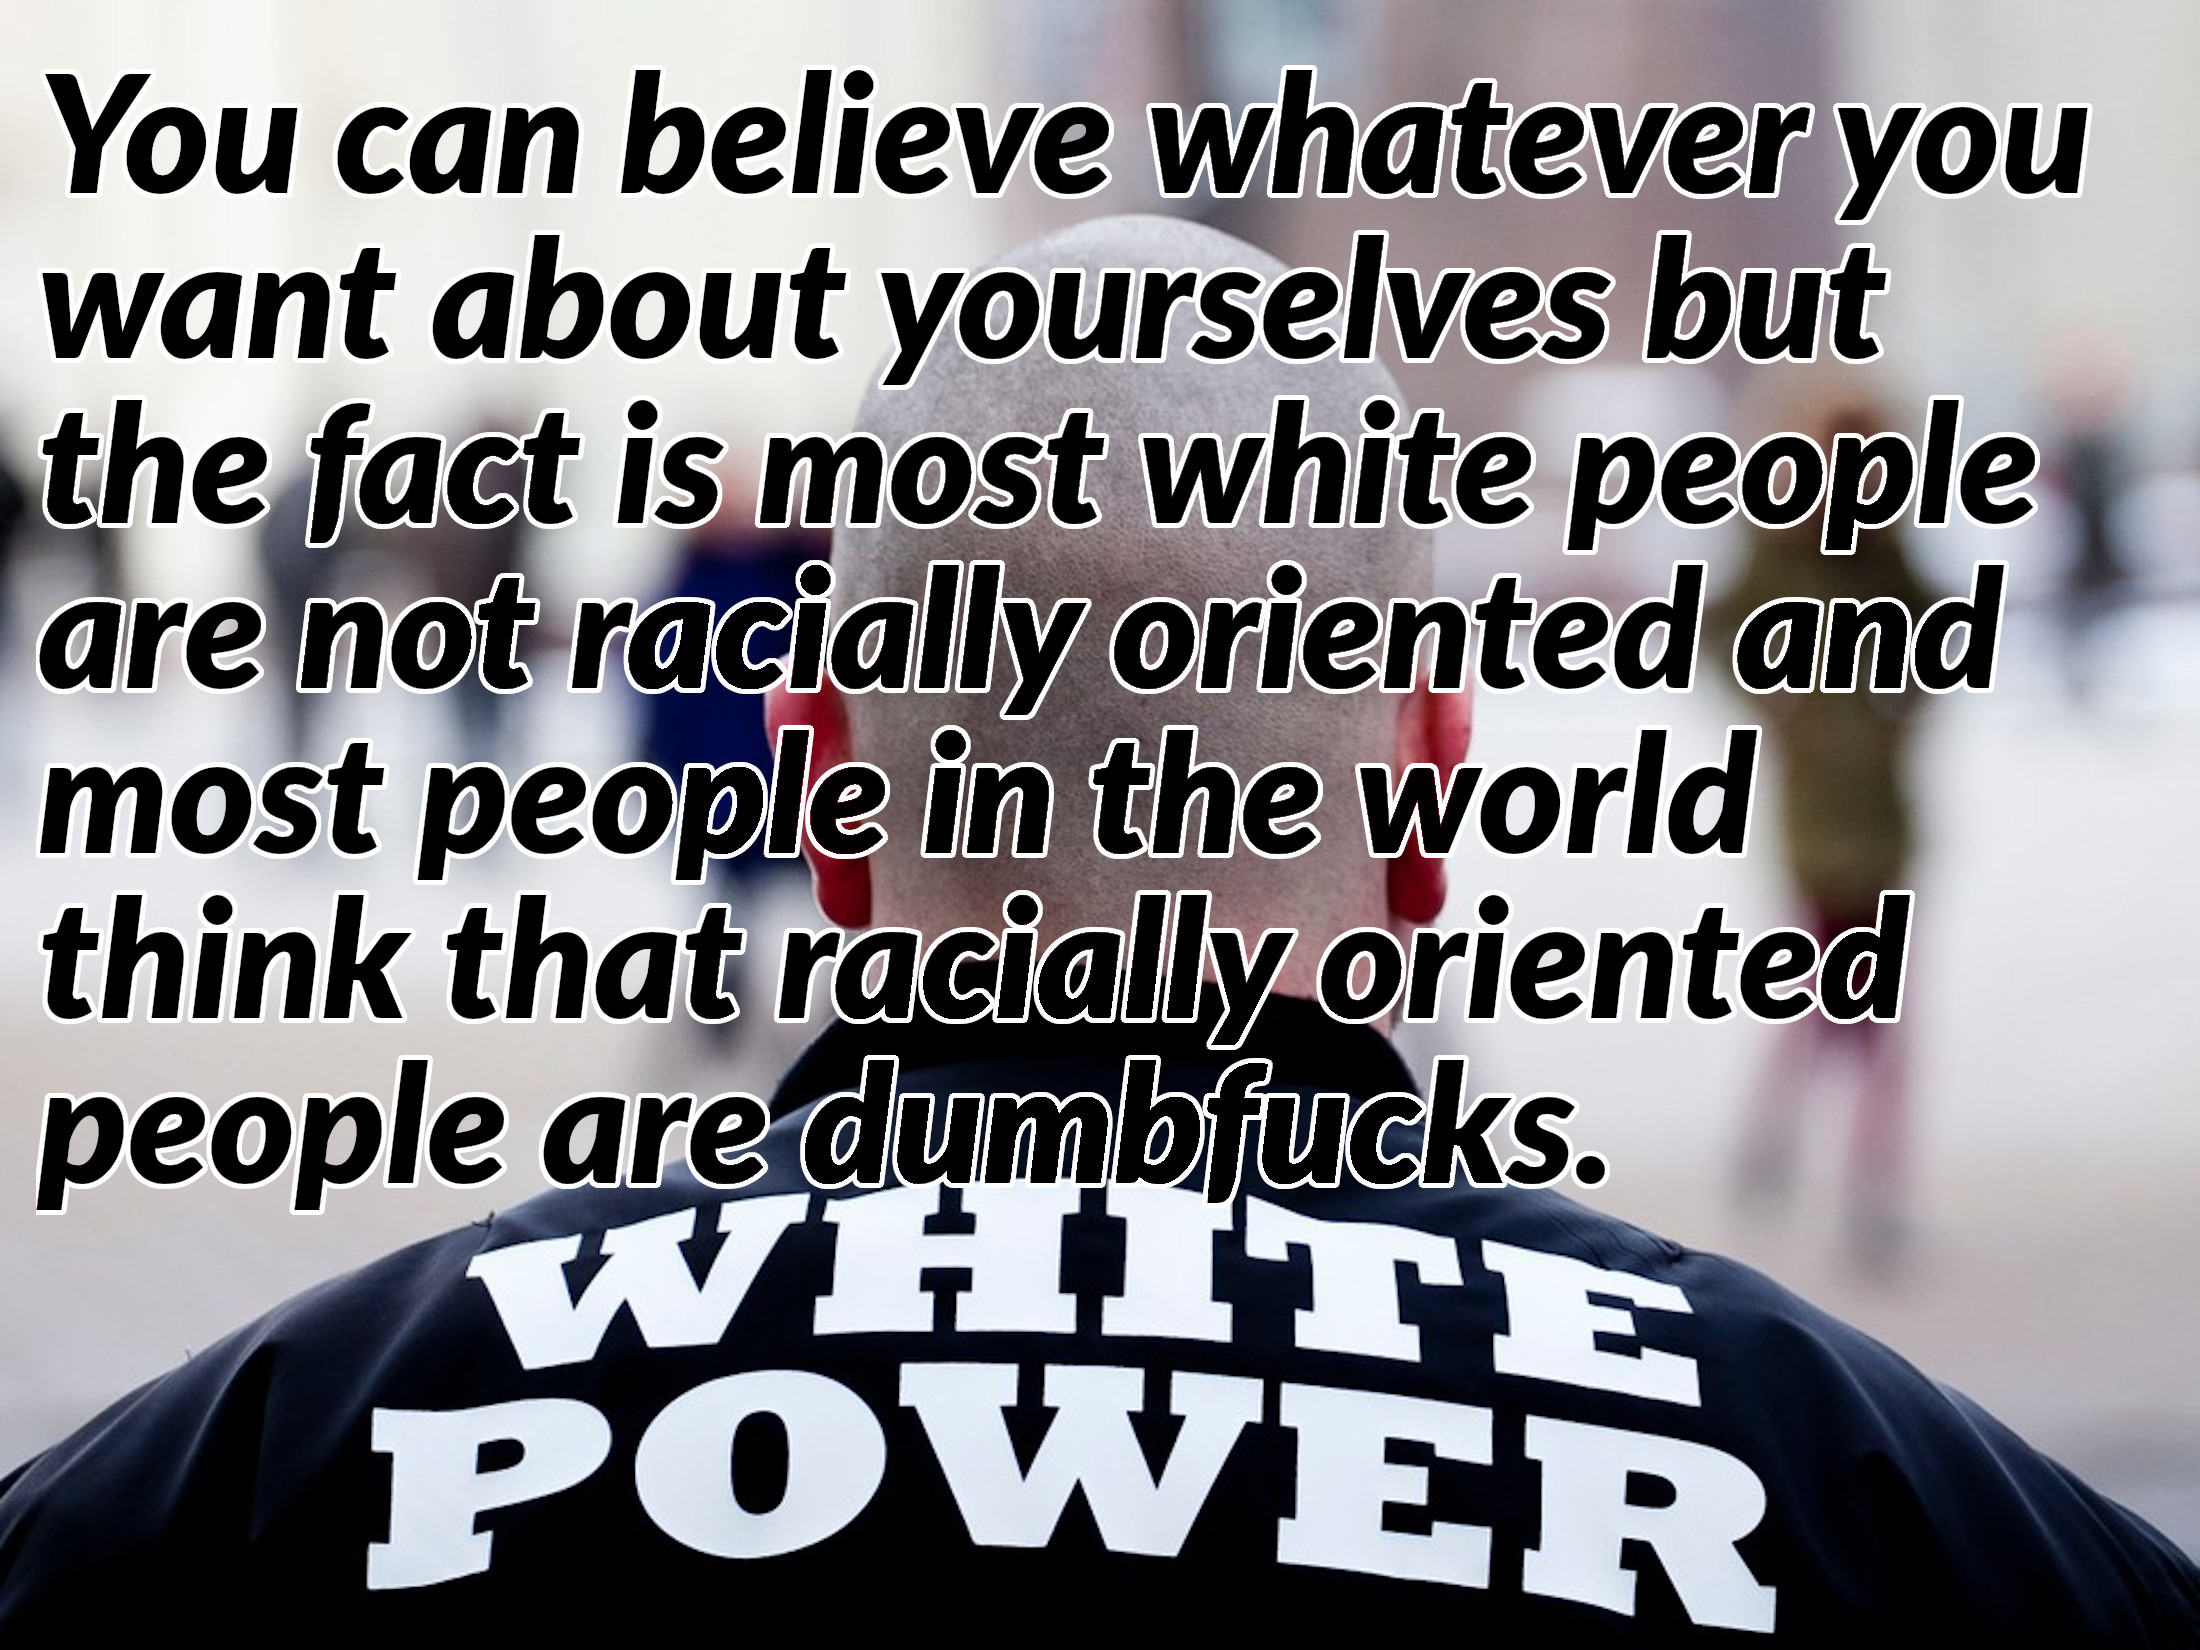 You can believe whatever you
want about yourselves but
the fact is most white people
are not racially oriented and
most people in the world
think that racially oriented
people are dumbfucks.
WHITE
POWER